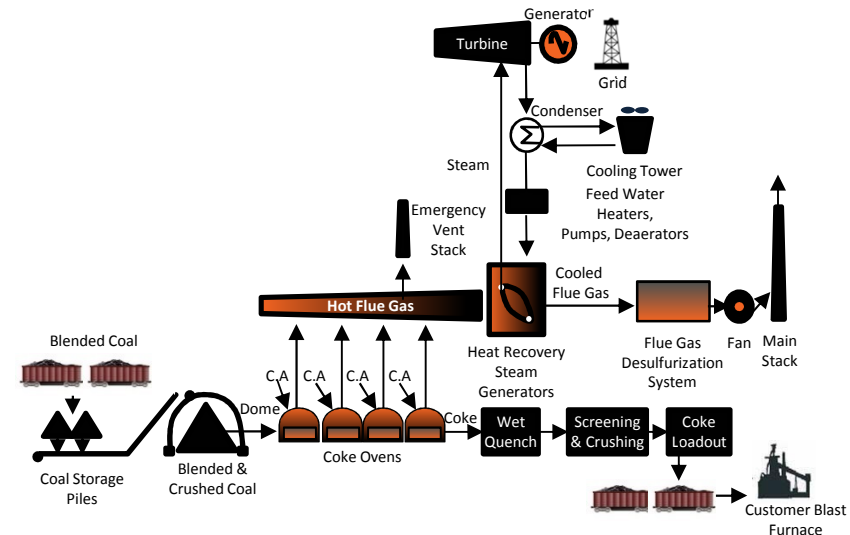 Generator
Turbine
Grid
Condenser
Steam
Cooling Tower
Feed Water
Heaters,
Pumps, Deaerators
Emergency
Vent
Stack
Hot Flue Gas
Cooled
Flue Gas
Heat Recovery
Steam
Generators
Flue Gas
Desulfurization
System
Fan
Main
Stack
Blended Coal
C.A
C.A
C.A
C.A
Dome
Coke
Wet
Quench
Screening
& Crushing
Coke
Loadout
Coke Ovens
Coal Storage
Piles
Blended &
Crushed Coal
Customer Blast
Furnace